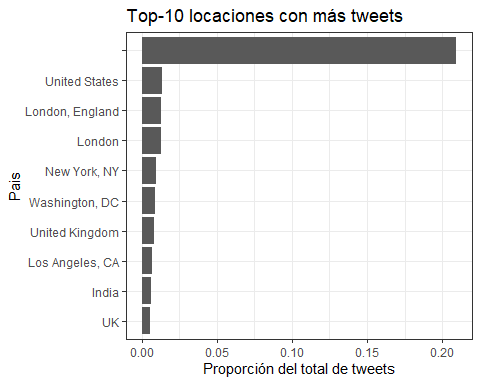 Top-10 locaciones con más tweets
United States
London, England
London
New York, NY
Washington, DC
United Kingdom
Los Angeles, CA
India
UK
Pais
0.00 0.05 0.10 0.15 0.20
Proporción del total de tweets